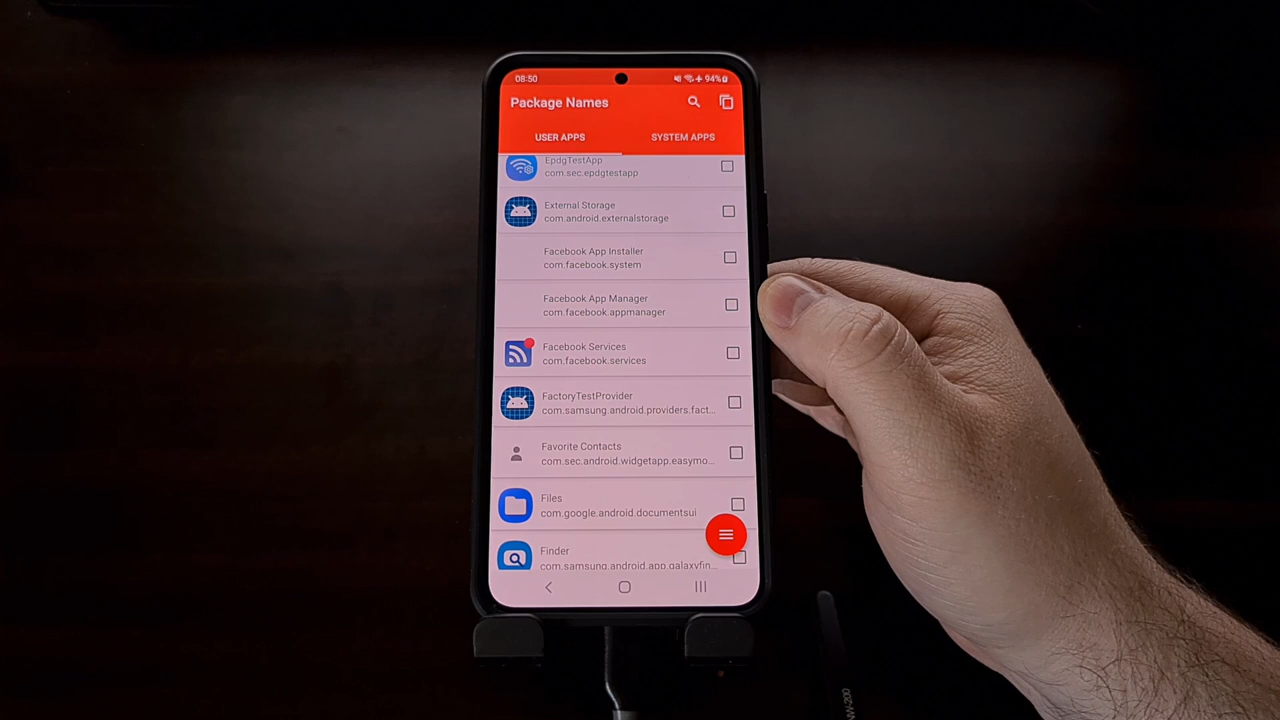 08:50
94%
Package Names
USER APPS
SYSTEM APPS
EpdgTestApp
com.sec.epdgtestapp
External Storage
com.android.externalstorage
Facebook App Installer
com.facebook.system
Facebook App Manager
com.facebook.appmanager
Facebook Services
com.facebook.services
FactoryTestProvider
com.samsung.android.providers.fact...
Favorite Contacts
com.sec.android.widgetapp.easymo...
Files
com.google.android.documentsui
Finder
com.samsung.android.app.galaxyfin...